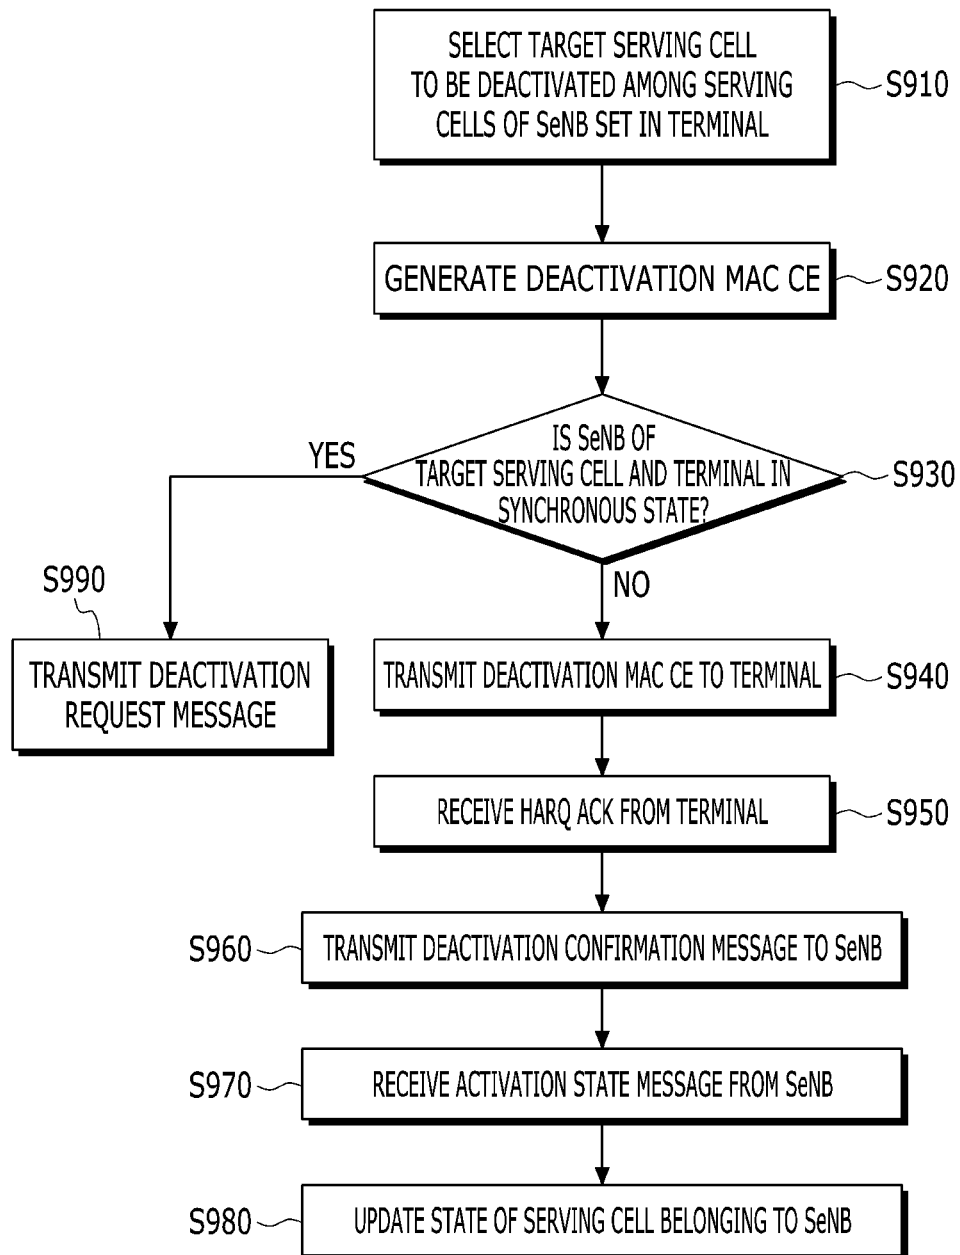 SELECT TARGET SERVING CELL
TO BE DEACTIVATED AMONG SERVING
CELLS OF SeNB SET IN TERMINAL
S910
GENERATE DEACTIVATION MAC CE
S920
IS SeNB OF
TARGET SERVING CELL AND TERMINAL IN
SYNCHRONOUS STATE?
S930
YES
NO
S990
TRANSMIT DEACTIVATION
REQUEST MESSAGE
TRANSMIT DEACTIVATION MAC CE TO TERMINAL
S940
RECEIVE HARQ ACK FROM TERMINAL
S950
S960
TRANSMIT DEACTIVATION CONFIRMATION MESSAGE TO SeNB
S970
RECEIVE ACTIVATION STATE MESSAGE FROM SeNB
S980
UPDATE STATE OF SERVING CELL BELONGING TO SeNB